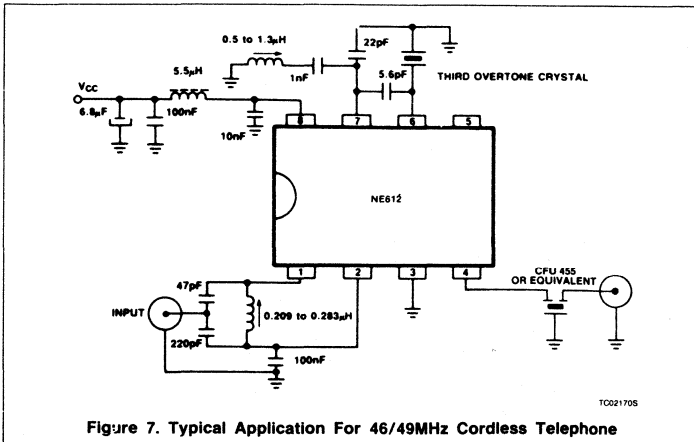 0.5 to 1.3μH
22pF
1nF
5.6pF
THIRD OVERTONE CRYSTAL
5.5μH
VCC
6.8μF
100nF
10nF
8
7
6
5
NE612
1
2
3
4
47pF
CFU 455
OR EQUIVALENT
INPUT
0.209 to 0.283μH
220pF
100nF
TC02170S
Figure 7. Typical Application For 46/49MHz Cordless Telephone